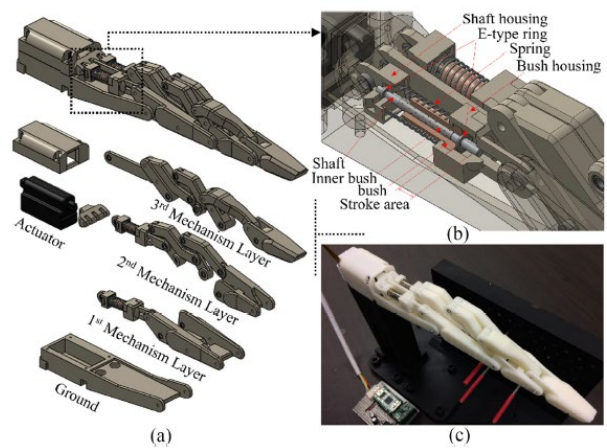 Shaft housing
E-type ring
Spring
Bush housing
Shaft
Inner bush
bush
Stroke area
(b)
Actuator
3rd Mechanism Layer
2nd Mechanism Layer
1st Mechanism Layer
Ground
(a)
(c)